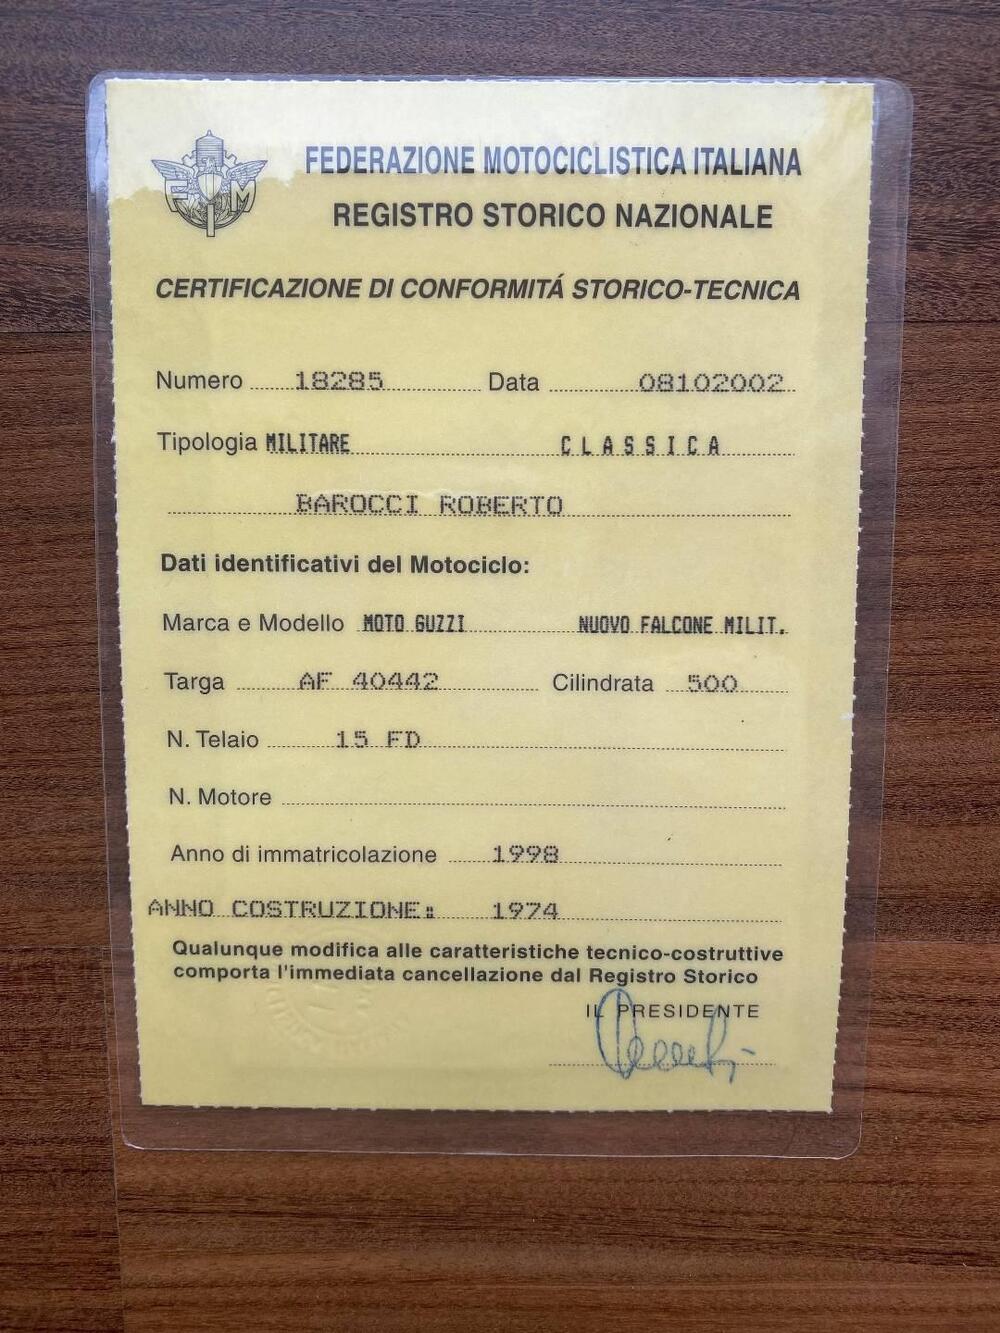 FEDERAZIONE MOTOCICLISTICA ITALIANA
FIM
REGISTRO STORICO NAZIONALE
CERTIFICAZIONE DI CONFORMITÁ STORICO-TECNICA
Numero 18285 Data 08102002
Tipologia MILITARE CLASSICA
BAROCCI ROBERTO
Dati identificativi del Motociclo:
Marca e Modello MOTO GUZZI NUOVO FALCONE MILIT.
Targa AF 40442 Cilindrata 500
N. Telaio 15 FD
N. Motore
Anno di immatricolazione 1998
ANNO COSTRUZIONE: 1974
Qualunque modifica alle caratteristiche tecnico-costruttive
comporta l'immediata cancellazione dal Registro Storico
IL PRESIDENTE